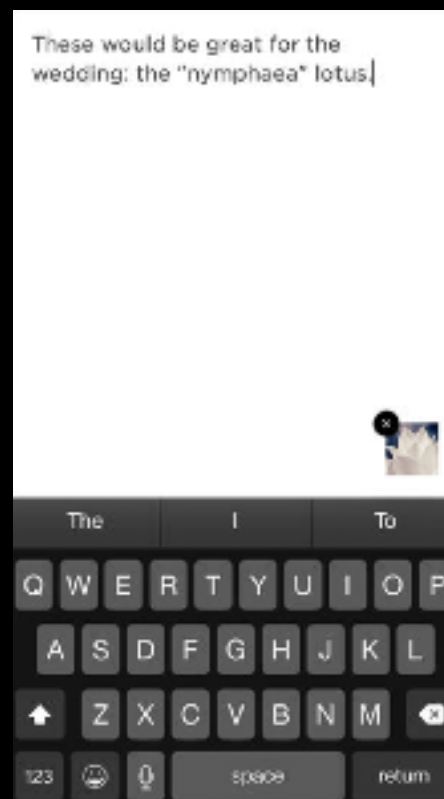 These would be great for the
wedding: the "nymphaea" lotus.
The I To
Q W E R T Y U I O P
A S D F G H J K L
Z X C V B N M
123 space return